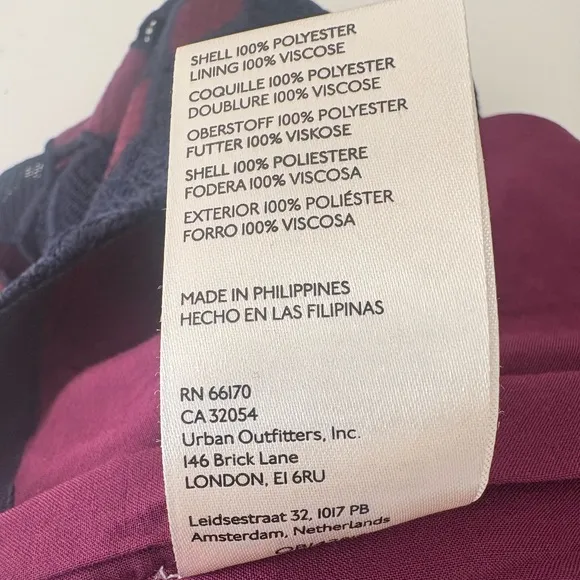 SHELL 100% POLYESTER
LINING 100% VISCOSE
COQUILLE 100% POLYESTER
DOUBLURE 100% VISCOSE
OBERSTOFF 100% POLYESTER
FUTTER 100% VISKOSE
SHELL 100% POLIESTERE
FODERA 100% VISCOSA
EXTERIOR 100% POLIÉSTER
FORRO 100% VISCOSA
MADE IN PHILIPPINES
HECHO EN LAS FILIPINAS
RN 66170
CA 32054
Urban Outfitters, Inc.
146 Brick Lane
LONDON, E1 6RU
Leidsestraat 32, 1017 PB
Amsterdam, Netherlands